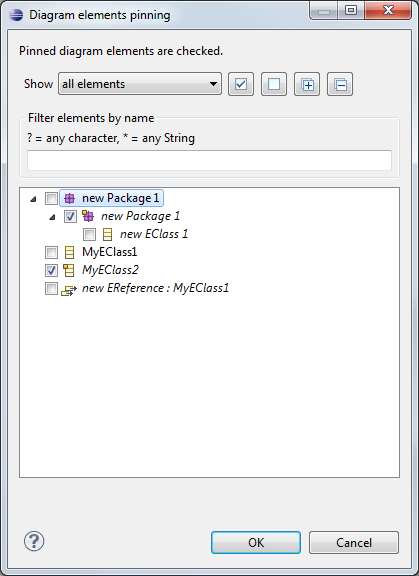 Diagram elements pinning
Pinned diagram elements are checked.
Show all elements
Filter elements by name
? = any character, * = any String
new Package 1
new Package 1
new EClass 1
MyEClass1
MyEClass2
new EReference : MyEClass1
OK Cancel